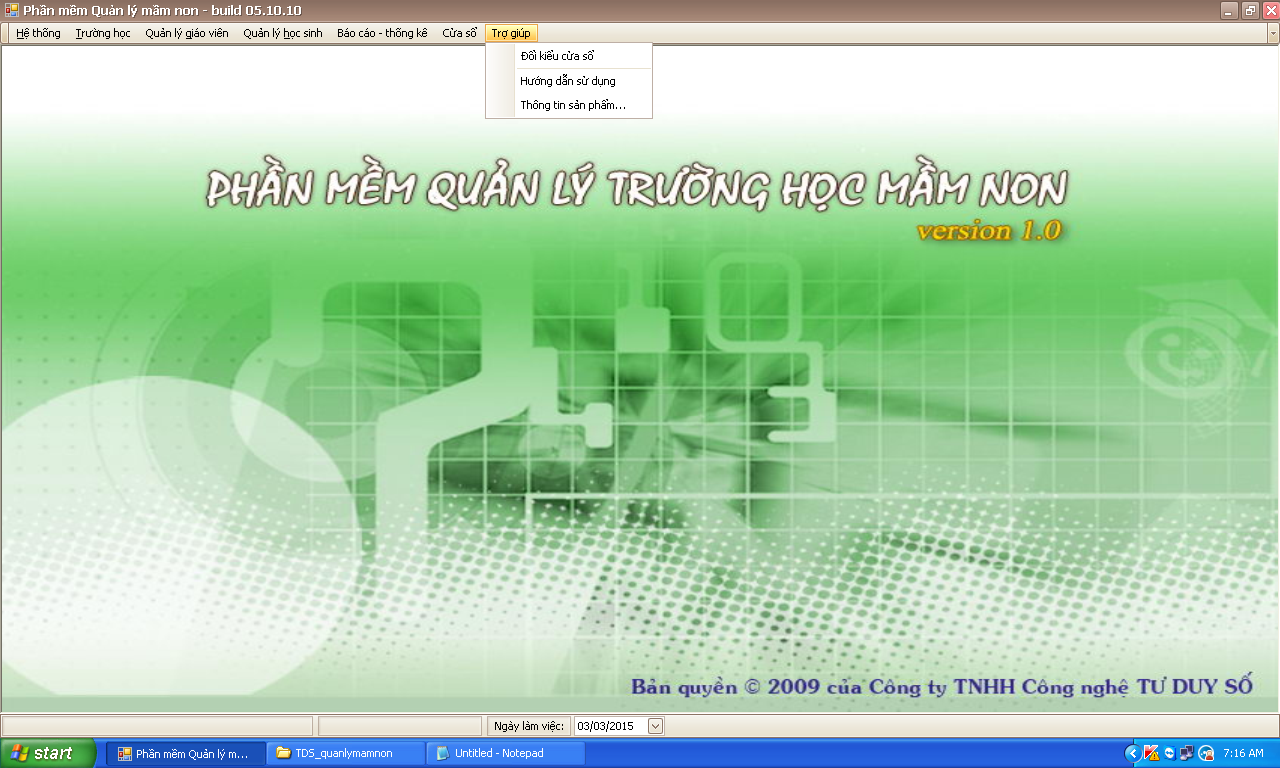 Phần mềm Quản lý mầm non - build 05.10.10
Hệ thống Trường học Quản lý giáo viên Quản lý học sinh Báo cáo - thống kê Cửa sổ Trợ giúp
Đổi kiểu cửa sổ
Hướng dẫn sử dụng
Thông tin sản phẩm...
PHẦN MỀM QUẢN LÝ TRƯỜNG HỌC MẦM NON
version 1.0
Bản quyền © 2009 của Công ty TNHH Công nghệ TƯ DUY SỐ
Ngày làm việc: 03/03/2015
start Phần mềm Quản lý m... TDS_quanlymamnon Untitled - Notepad 7:16 AM